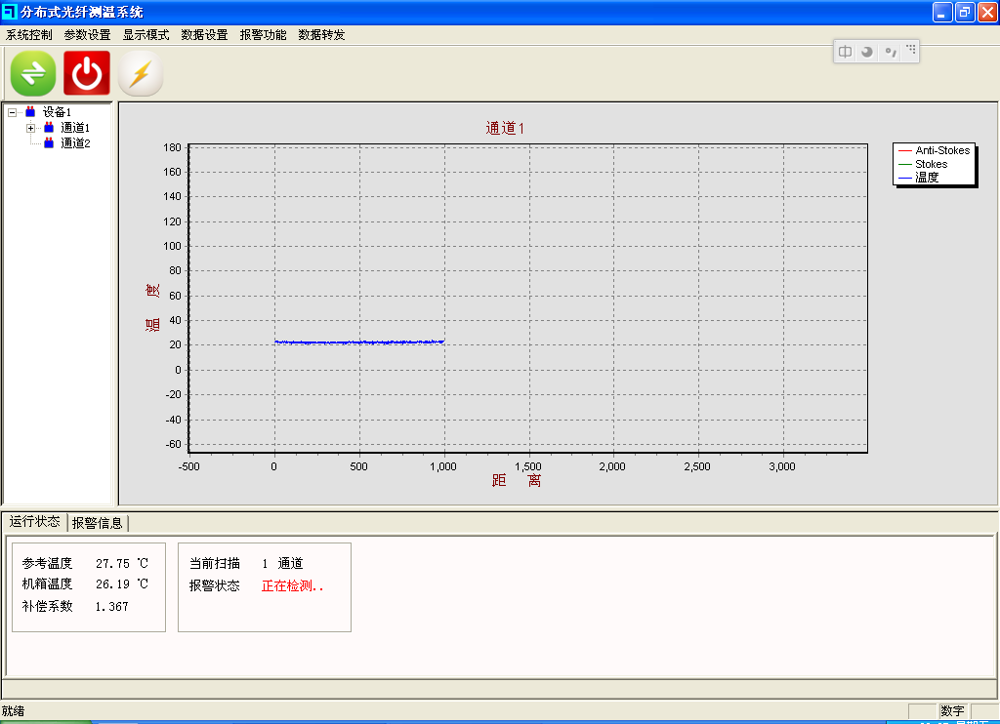 分布式光纤测温系统
系统控制 参数设置 显示模式 数据设置 报警功能 数据转发
设备1
通道1
通道2
通道1
Anti-Stokes
Stokes
温度
180
160
140
120
100
80
60
40
20
0
-20
-40
-60
温 度
-500 0 500 1,000 1,500 2,000 2,500 3,000
距 离
运行状态 报警信息
参考温度 27.75 ℃
机箱温度 26.19 ℃
补偿系数 1.367
当前扫描 1 通道
报警状态 正在检测..
就绪
数字